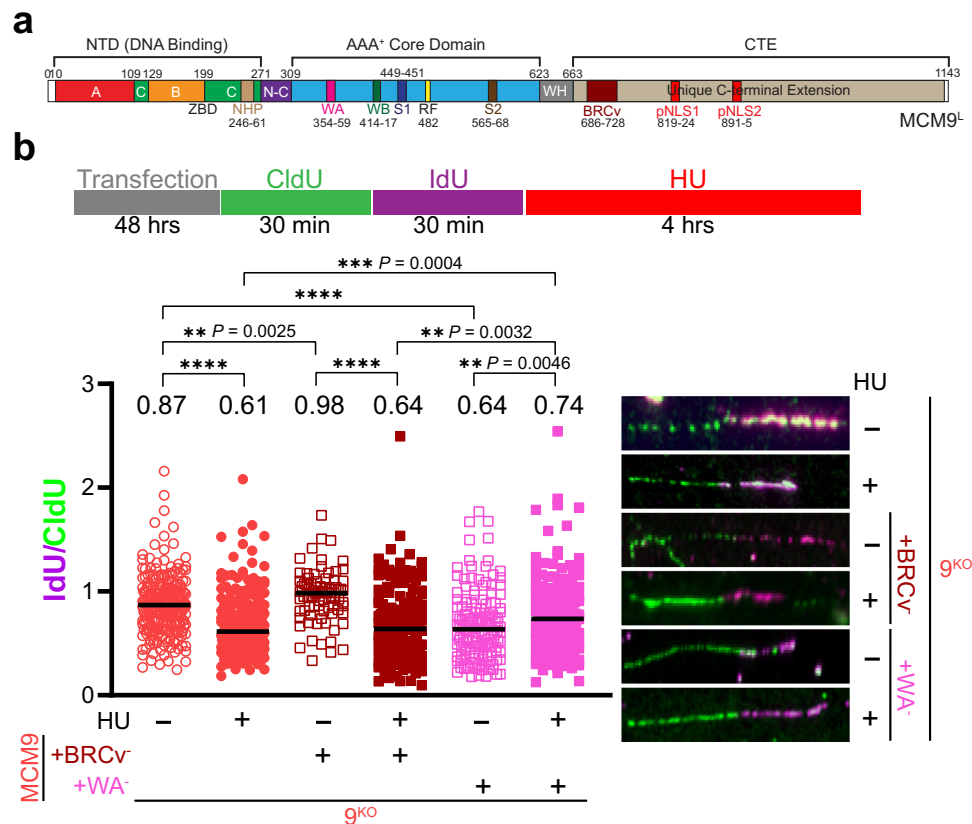 a
NTD (DNA Binding) AAA+ Core Domain CTE
0 10 109 129 199 271 309 449-451 623 663 1143
A C B C N-C WH Unique C-terminal Extension
ZBD NHP WA WB S1 RF S2 BRCv pNLS1 pNLS2 MCM9L
246-61 354-59 414-17 482 565-68 686-728 819-24 891-5
b
Transfection CldU IdU HU
48 hrs 30 min 30 min 4 hrs
*** P = 0.0004
****
** P = 0.0025 ** P = 0.0032
**** **** ** P = 0.0046
3 0.87 0.61 0.98 0.64 0.64 0.74 HU
2
1
0
IdU/CldU
− + − + − +
+BRCv- +WA- 9KO
HU − + − + − +
MCM9 +BRCv- + +
+WA- + +
9KO